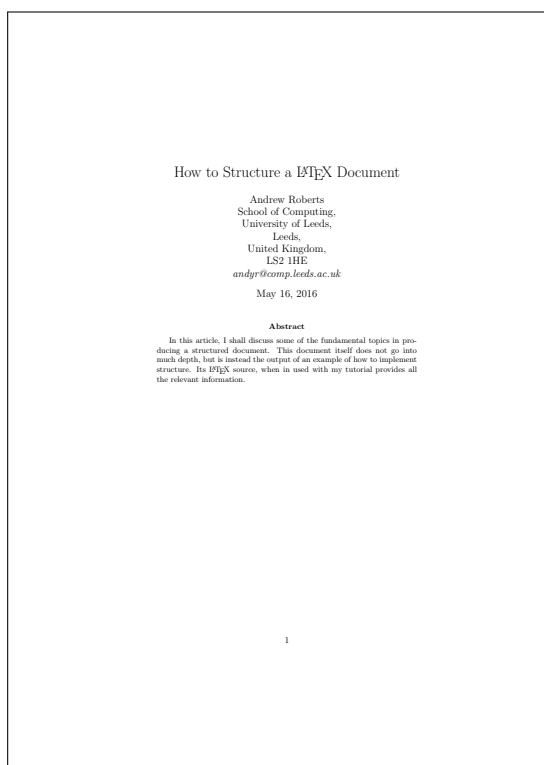 How to Structure a LATEX Document
Andrew Roberts
School of Computing,
University of Leeds,
Leeds,
United Kingdom,
LS2 1HE
andyr@comp.leeds.ac.uk
May 16, 2016
Abstract
In this article, I shall discuss some of the fundamental topics in pro-
ducing a structured document. This document itself does not go into
much depth, but is instead the output of an example of how to implement
structure. Its LATEX source, when in used with my tutorial provides all
the relevant information.
1